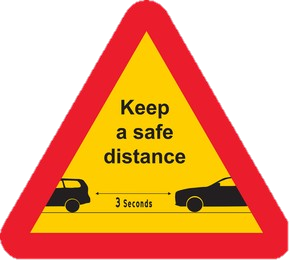 Keep
a safe
distance
3 Seconds